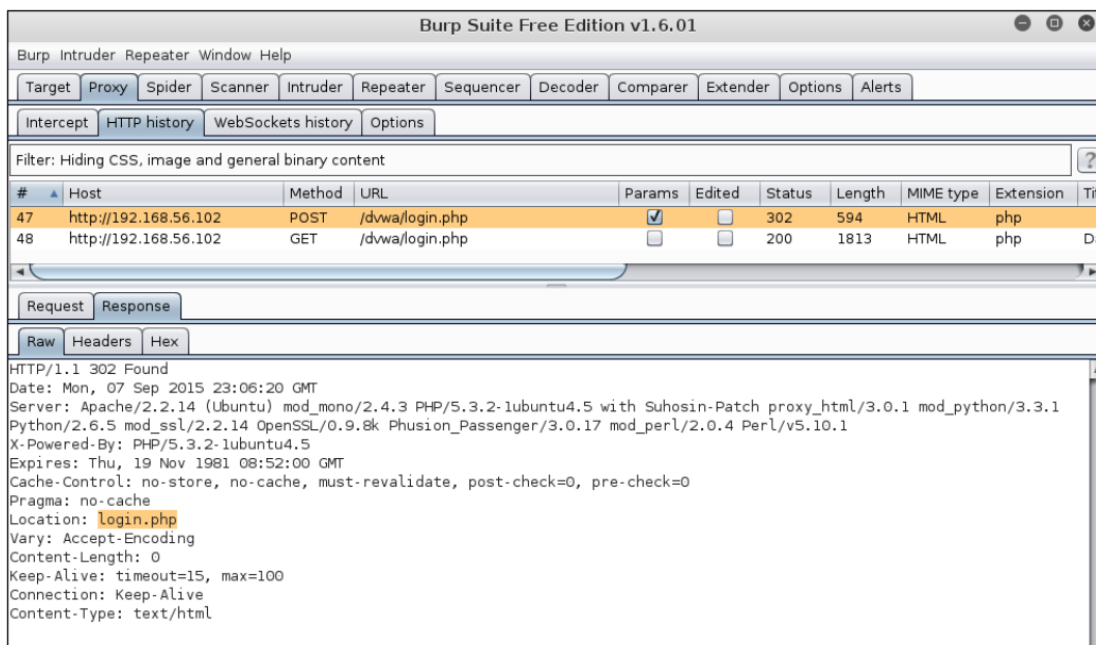 Burp Suite Free Edition v1.6.01
Burp Intruder Repeater Window Help
Target Proxy Spider Scanner Intruder Repeater Sequencer Decoder Comparer Extender Options Alerts
Intercept HTTP history WebSockets history Options
Filter: Hiding CSS, image and general binary content ?
# Host Method URL Params Edited Status Length MIME type Extension
47 http://192.168.56.102 POST /dvwa/login.php 302 594 HTML php
48 http://192.168.56.102 GET /dvwa/login.php 200 1813 HTML php
Request Response
Raw Headers Hex
HTTP/1.1 302 Found
Date: Mon, 07 Sep 2015 23:06:20 GMT
Server: Apache/2.2.14 (Ubuntu) mod_mono/2.4.3 PHP/5.3.2-1ubuntu4.5 with Suhosin-Patch proxy_html/3.0.1 mod_python/3.3.1
Python/2.6.5 mod_ssl/2.2.14 OpenSSL/0.9.8k Phusion_Passenger/3.0.17 mod_perl/2.0.4 Perl/v5.10.1
X-Powered-By: PHP/5.3.2-1ubuntu4.5
Expires: Thu, 19 Nov 1981 08:52:00 GMT
Cache-Control: no-store, no-cache, must-revalidate, post-check=0, pre-check=0
Pragma: no-cache
Location: login.php
Vary: Accept-Encoding
Content-Length: 0
Keep-Alive: timeout=15, max=100
Connection: Keep-Alive
Content-Type: text/html